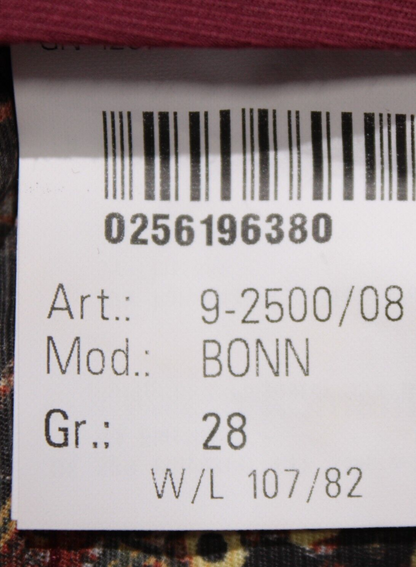 0256196380
Art.: 9-2500/08
Mod.: BONN
Gr.: 28
W/L 107/82